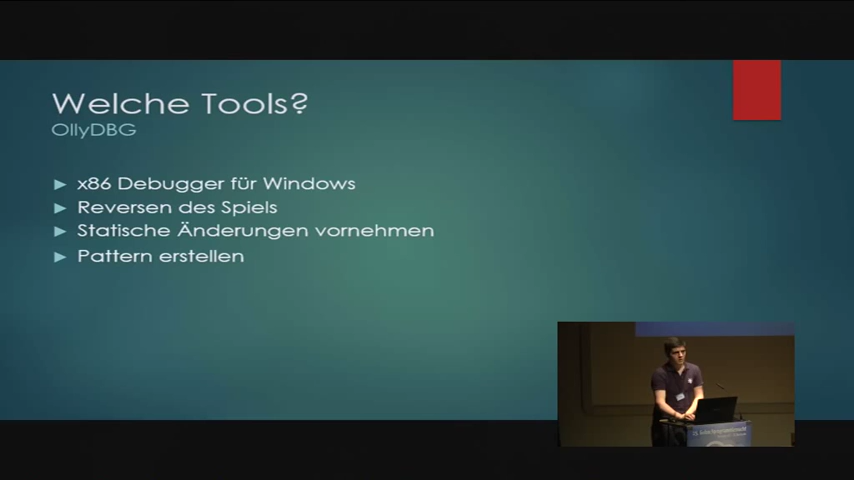 Welche Tools?
OllyDBG
► x86 Debugger für Windows
► Reversen des Spiels
► Statische Änderungen vornehmen
► Pattern erstellen